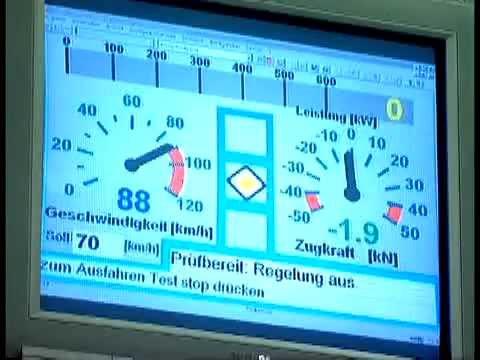 0 100 200 300 400 500 600
Leistung [kW] 0
0 20 40 60 80 100 120
88
Geschwindigkeit [km/h]
Soll 70 [km/h]
-50 -40 -30 -20 -10 0 10 20 30 40 50
-1.9
Zugkraft [kN]
Prüfbereit: Regelung aus
zum Ausfahren Test stop drücken